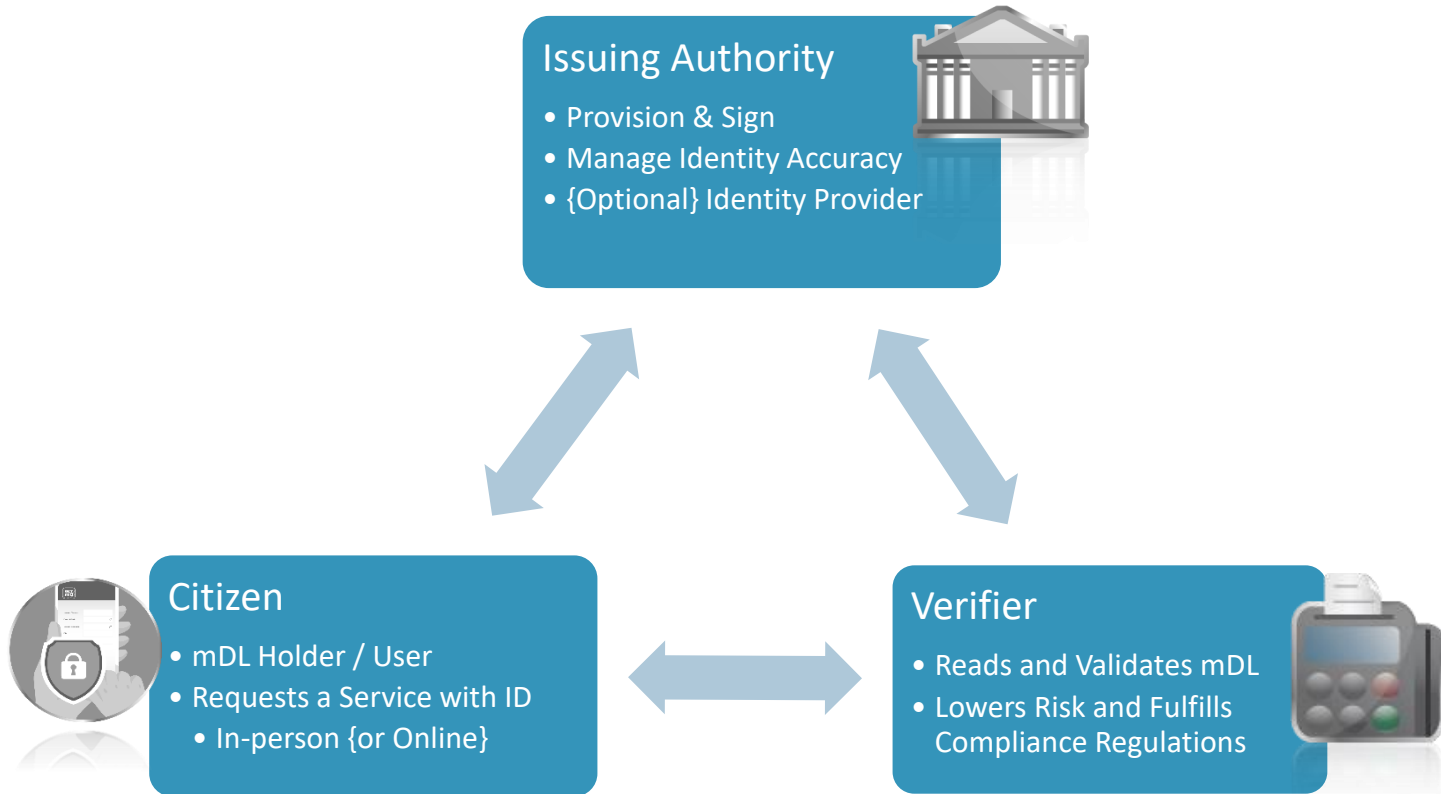 Issuing Authority
• Provision & Sign
• Manage Identity Accuracy
• {Optional} Identity Provider
Citizen
• mDL Holder / User
• Requests a Service with ID
• In-person {or Online}
Verifier
• Reads and Validates mDL
• Lowers Risk and Fulfills
Compliance Regulations